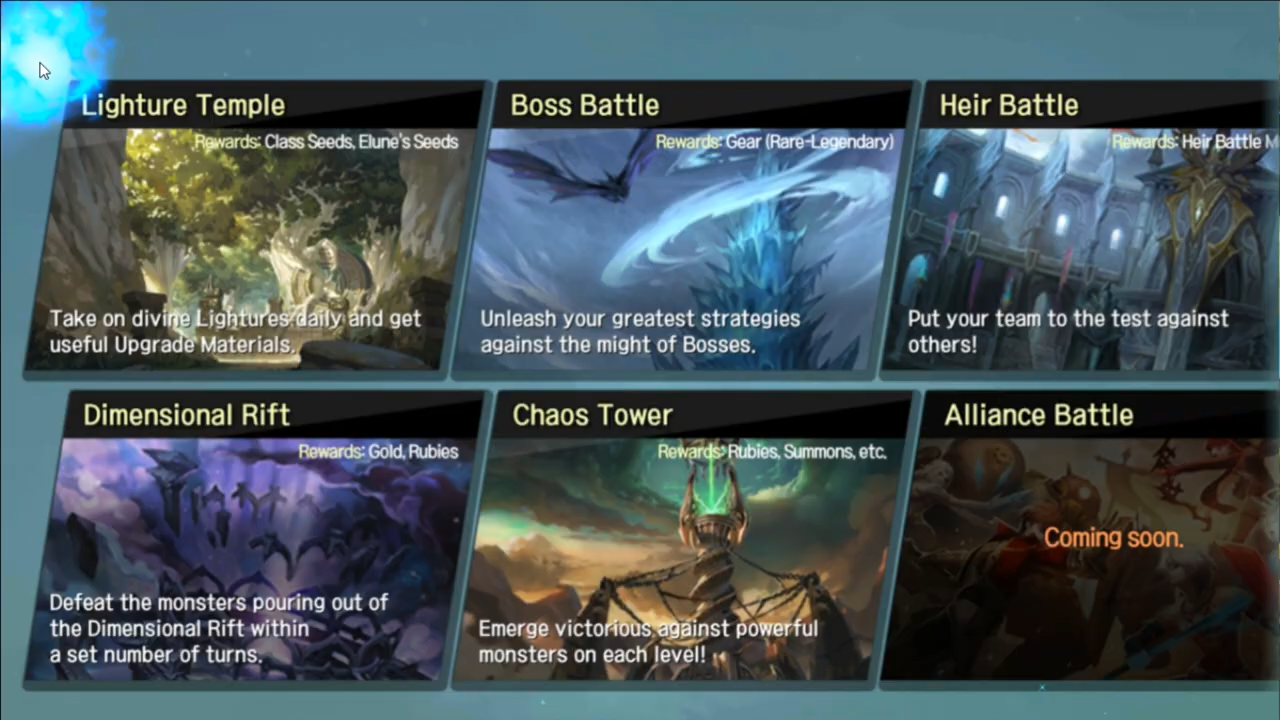 Lighture Temple
Rewards: Class Seeds, Elune's Seeds
Take on divine Lightures daily and get
useful Upgrade Materials.
Boss Battle
Rewards: Gear (Rare-Legendary)
Unleash your greatest strategies
against the might of Bosses.
Heir Battle
Rewards: Heir Battle M
Put your team to the test against
others!
Dimensional Rift
Rewards: Gold, Rubies
Defeat the monsters pouring out of
the Dimensional Rift within
a set number of turns.
Chaos Tower
Rewards: Rubies, Summons, etc.
Emerge victorious against powerful
monsters on each level!
Alliance Battle
Coming soon.